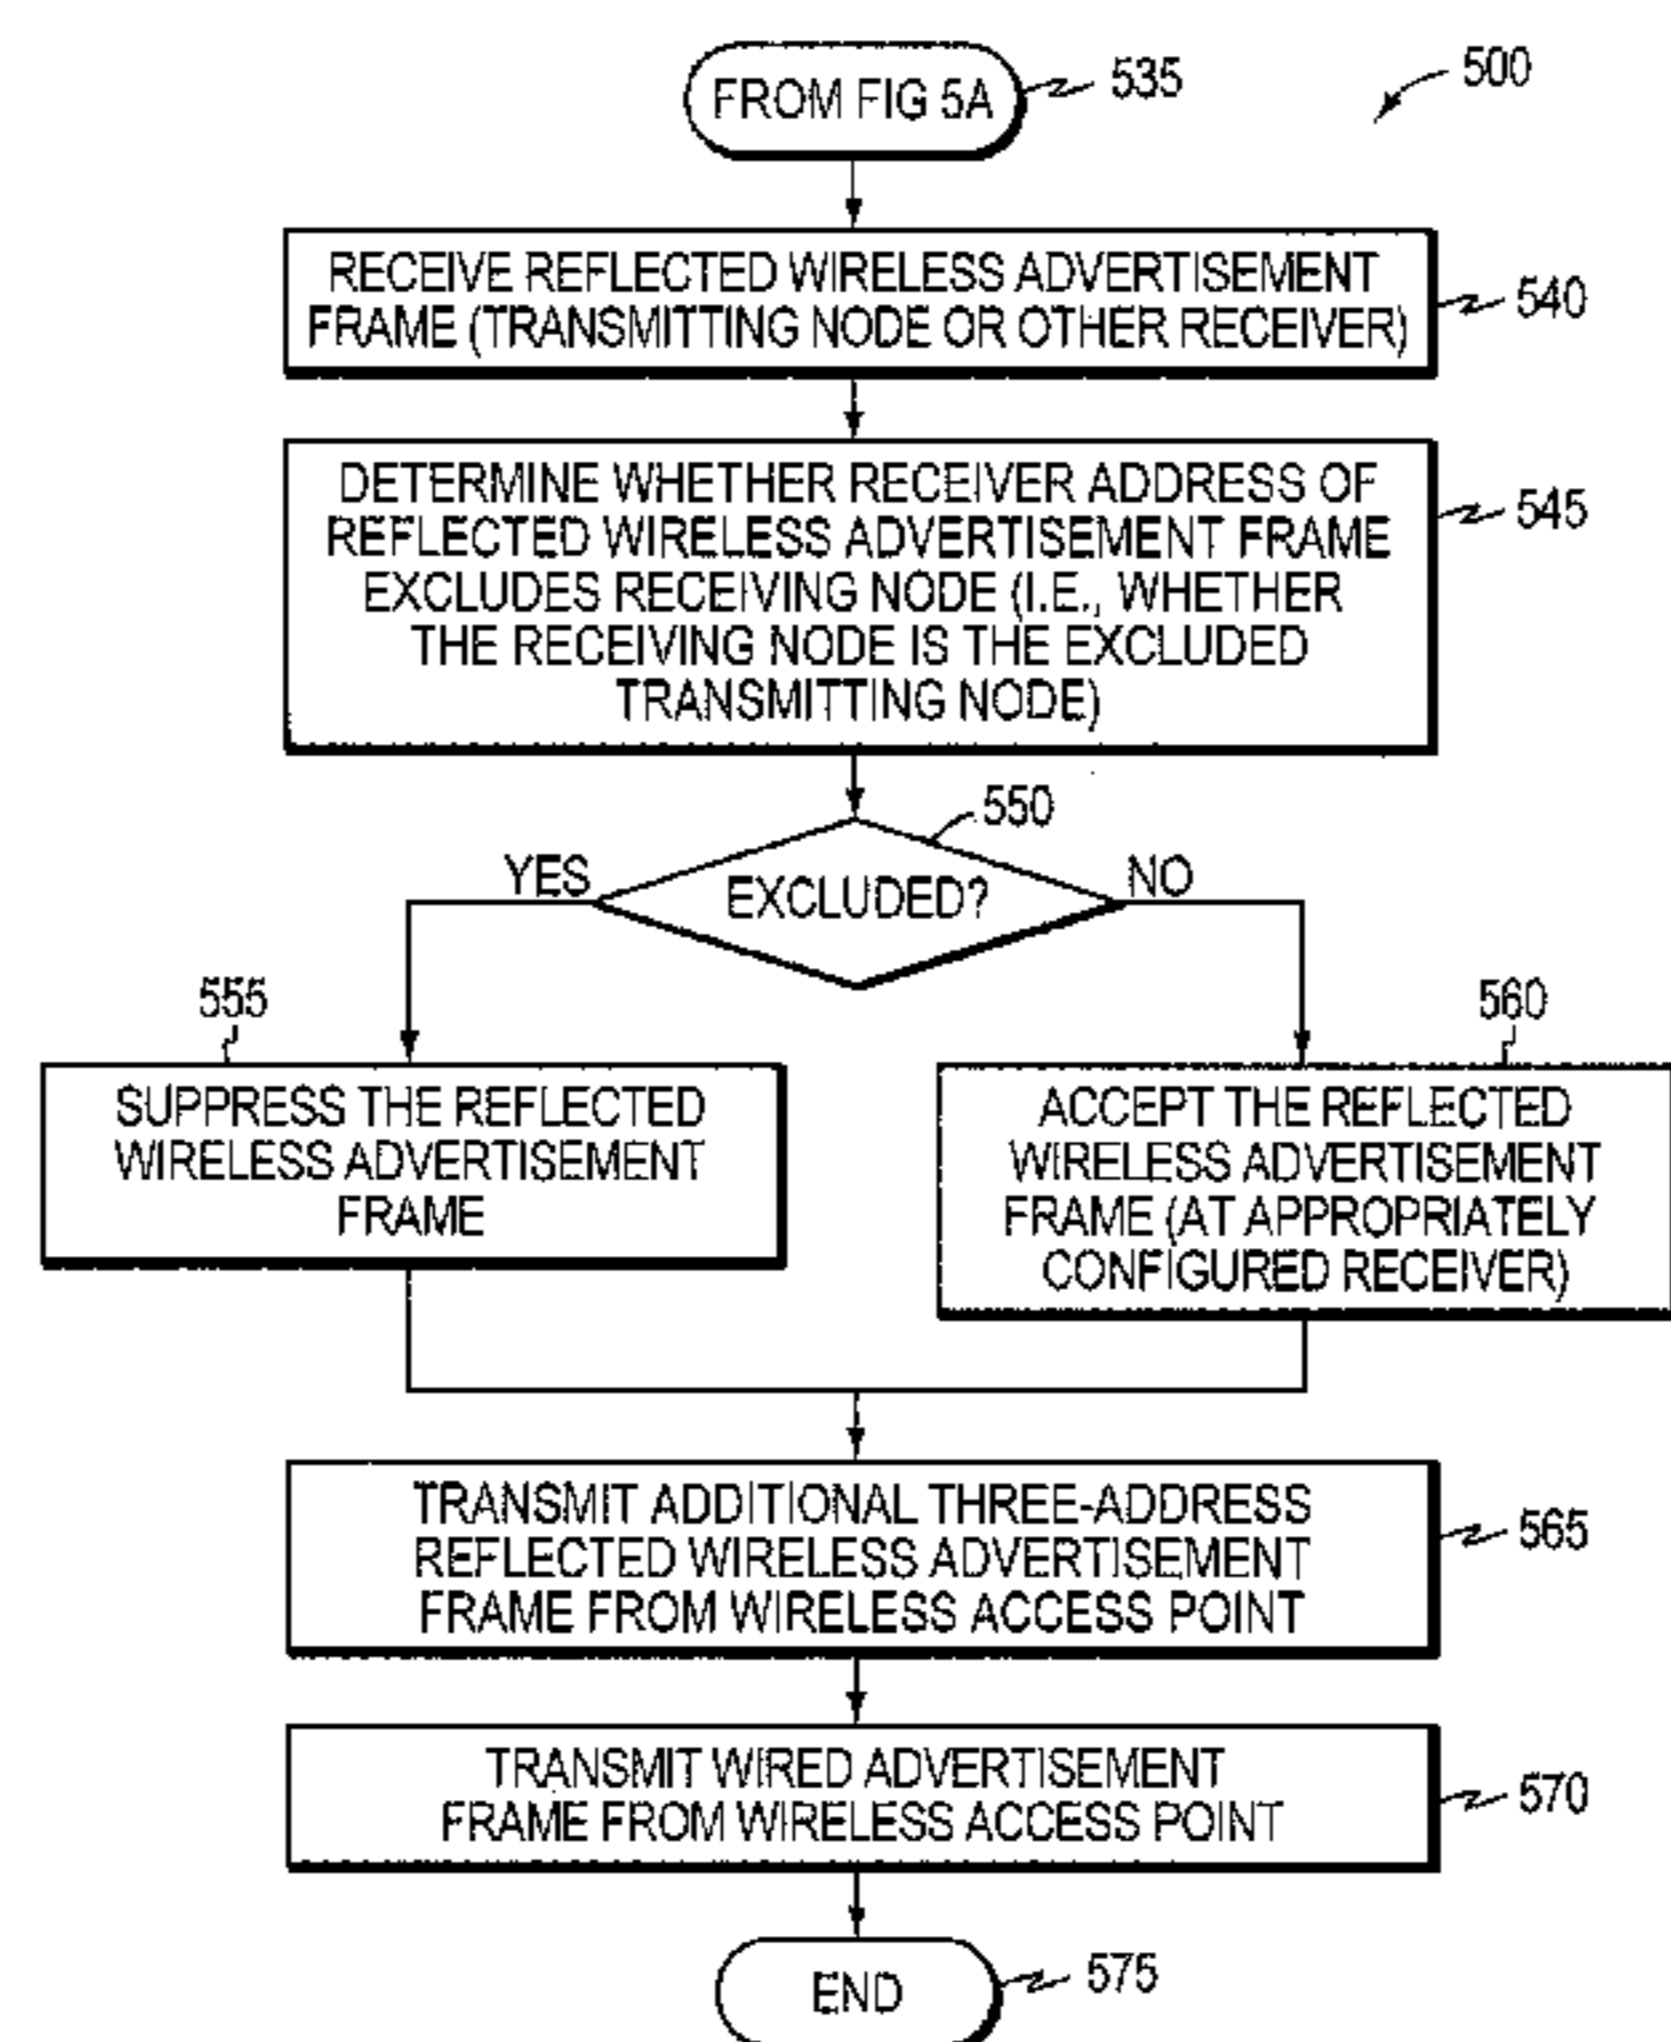 FROM FIG 5A
535
500
RECEIVE REFLECTED WIRELESS ADVERTISEMENT
FRAME (TRANSMITTING NODE OR OTHER RECEIVER)
540
DETERMINE WHETHER RECEIVER ADDRESS OF
REFLECTED WIRELESS ADVERTISEMENT FRAME
EXCLUDES RECEIVING NODE (I.E., WHETHER
THE RECEIVING NODE IS THE EXCLUDED
TRANSMITTING NODE)
545
550
YES
EXCLUDED?
NO
555
560
SUPPRESS THE REFLECTED
WIRELESS ADVERTISEMENT
FRAME
ACCEPT THE REFLECTED
WIRELESS ADVERTISEMENT
FRAME (AT APPROPRIATELY
CONFIGURED RECEIVER)
TRANSMIT ADDITIONAL THREE-ADDRESS
REFLECTED WIRELESS ADVERTISEMENT
FRAME FROM WIRELESS ACCESS POINT
565
TRANSMIT WIRED ADVERTISEMENT
FRAME FROM WIRELESS ACCESS POINT
570
END
575